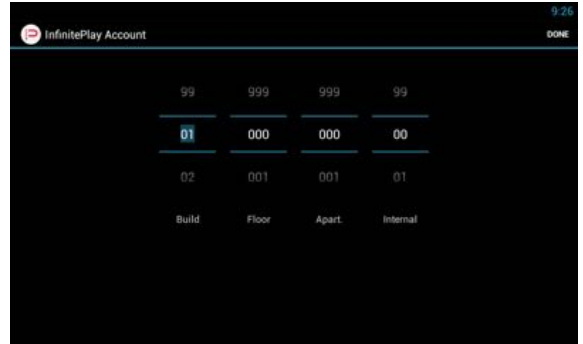 9:26
InfinitePlay Account DONE
99 999 999 99
01 000 000 00
02 001 001 01
Build Floor Apart. Internal